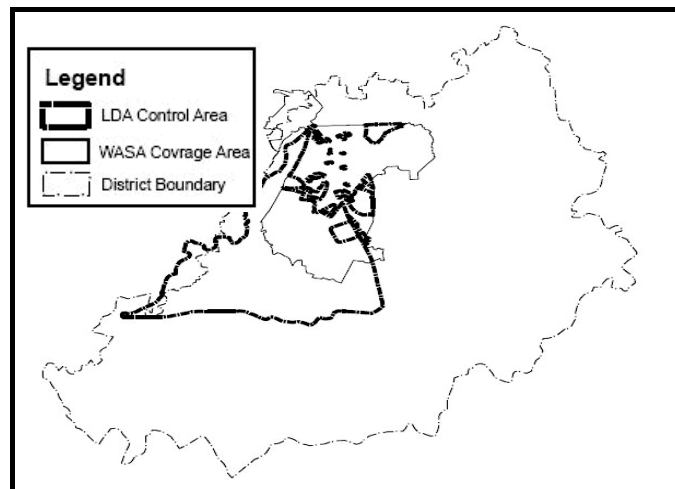 Legend
LDA Control Area
WASA Covrage Area
District Boundary